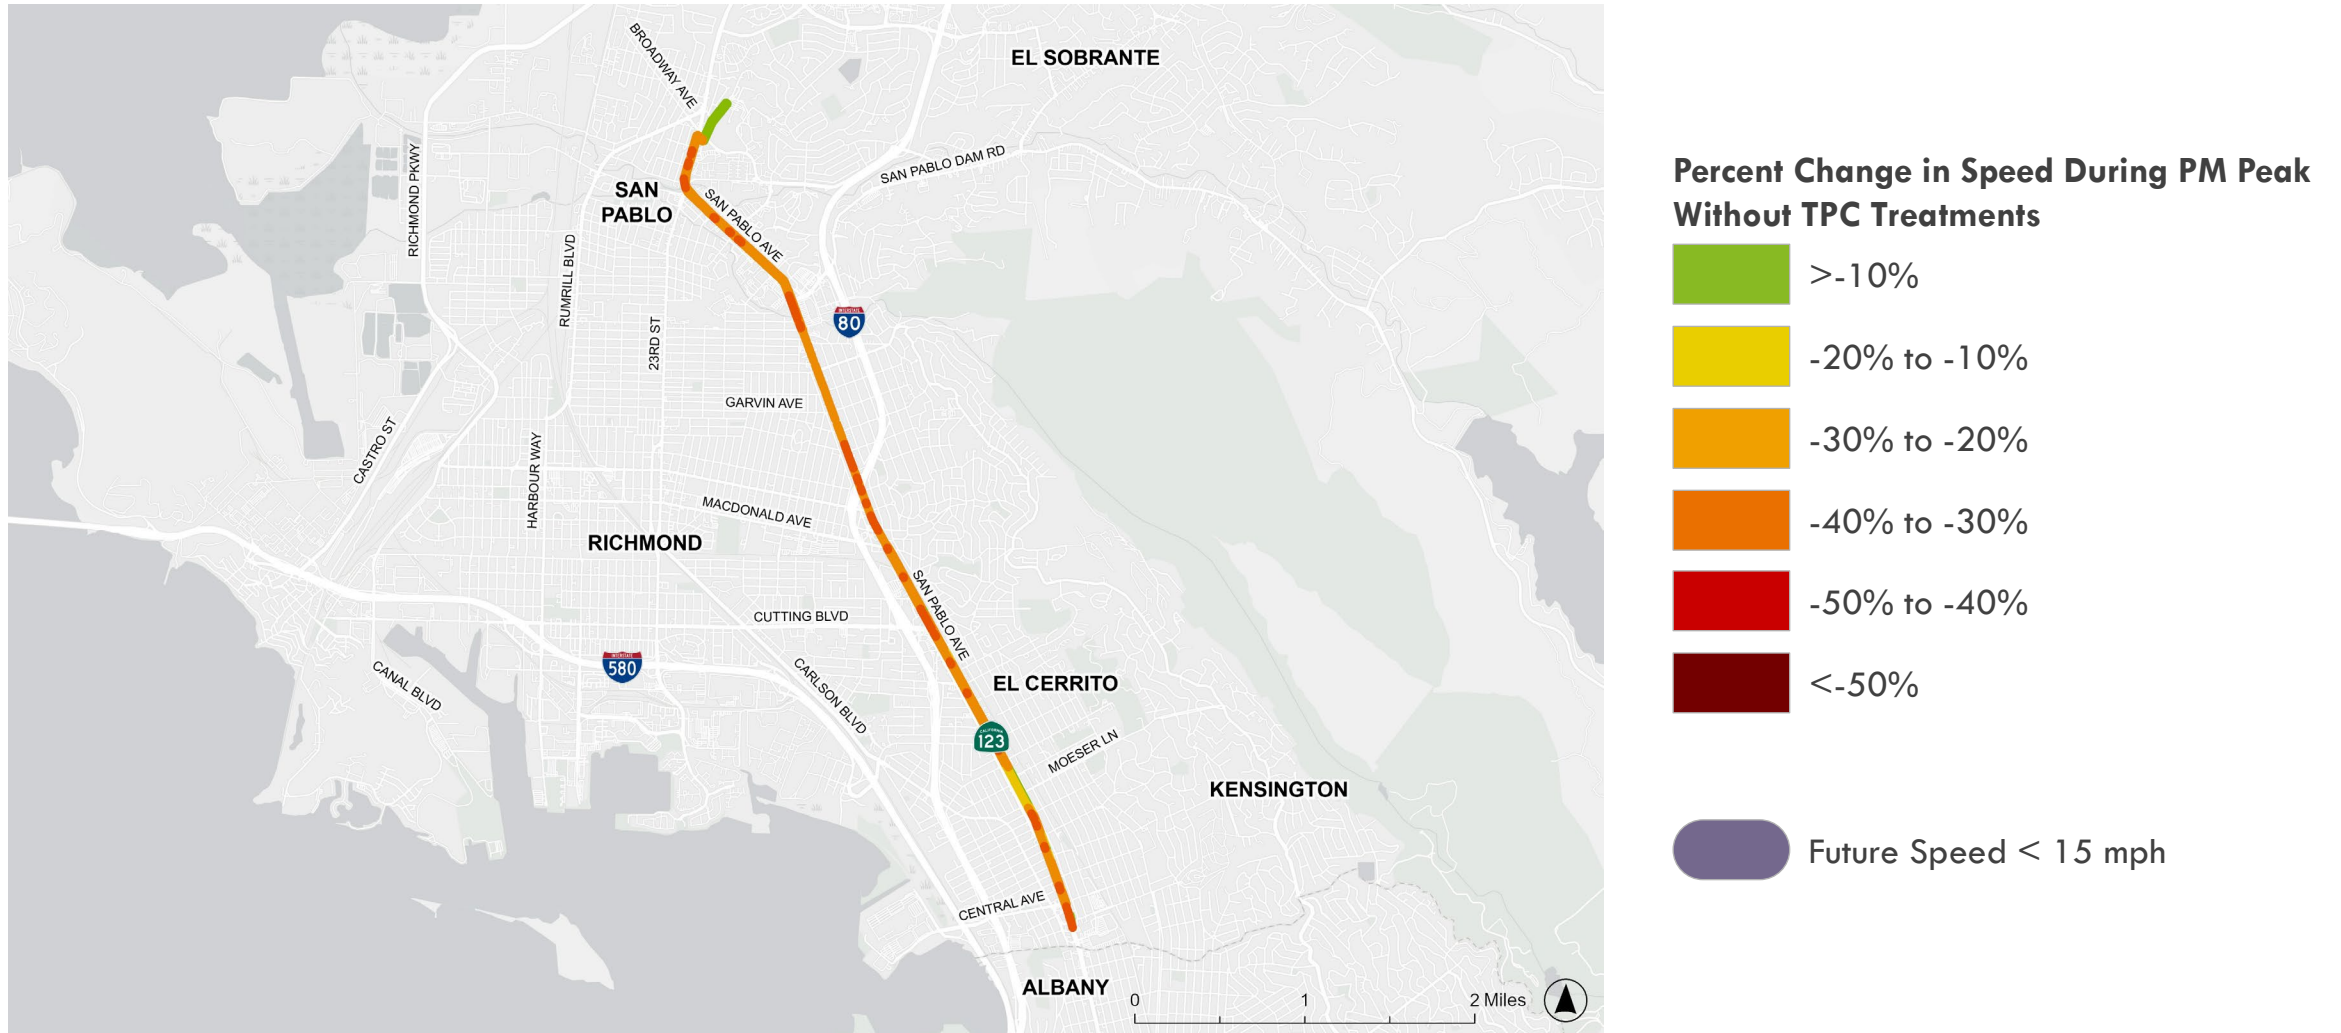 BROADWAY AVE
EL SOBRANTE
RICHMOND PKWY
SAN PABLO DAM RD
SAN
PABLO
SAN PABLO AVE
RUMRILL BLVD
23RD ST
INTERSTATE
80
GARVIN AVE
CASTRO ST
HARBOUR WAY
MACDONALD AVE
RICHMOND
SAN PABLO AVE
CUTTING BLVD
INTERSTATE
580
CANAL BLVD
CARLSON BLVD
EL CERRITO
CALIFORNIA
123
MOESER LN
KENSINGTON
CENTRAL AVE
ALBANY
0 1 2 Miles
Percent Change in Speed During PM Peak
Without TPC Treatments
>-10%
-20% to -10%
-30% to -20%
-40% to -30%
-50% to -40%
<-50%
Future Speed < 15 mph